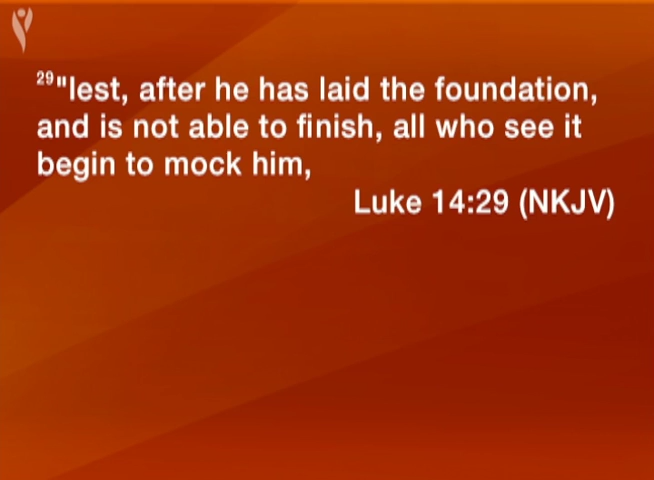 29"lest, after he has laid the foundation,
and is not able to finish, all who see it
begin to mock him,
Luke 14:29 (NKJV)